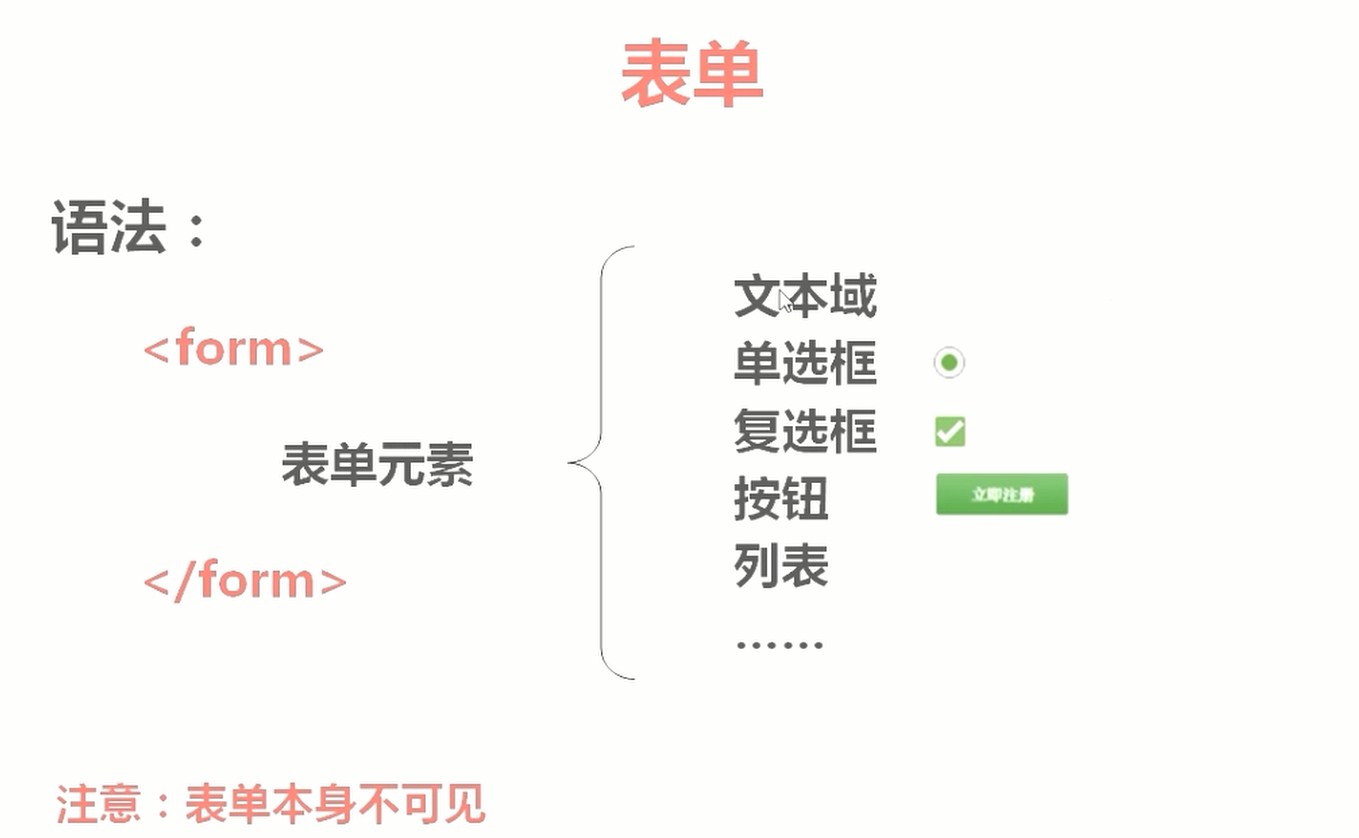 表单
语法：
<form>
表单元素
</form>
文本域
单选框
复选框
按钮
立即注册
列表
……
注意：表单本身不可见